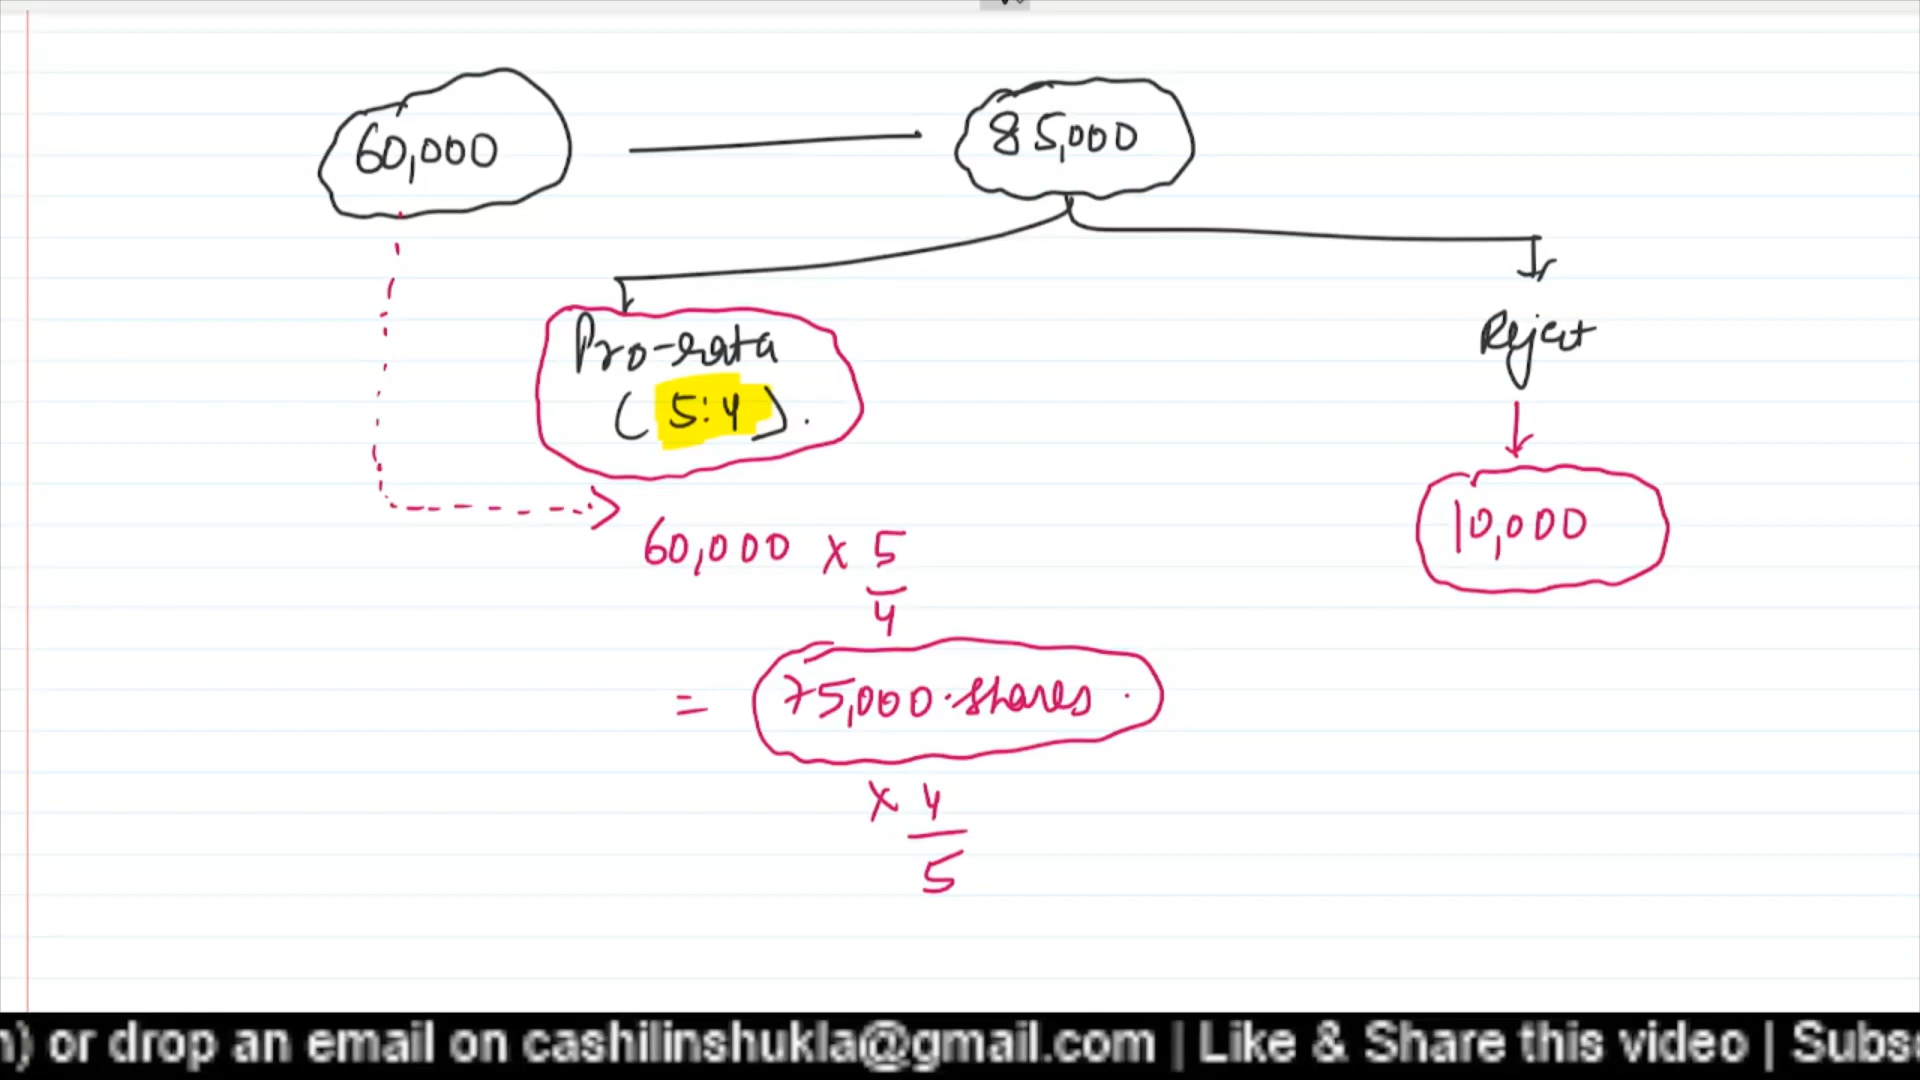 60,000 85,000
Pro-rata
(5:4).
Reject
10,000
60,000 x 5
4
= 75,000 shares.
x 4
5
n) or drop an email on cashilinshukla@gmail.com | Like & Share this video | Subs